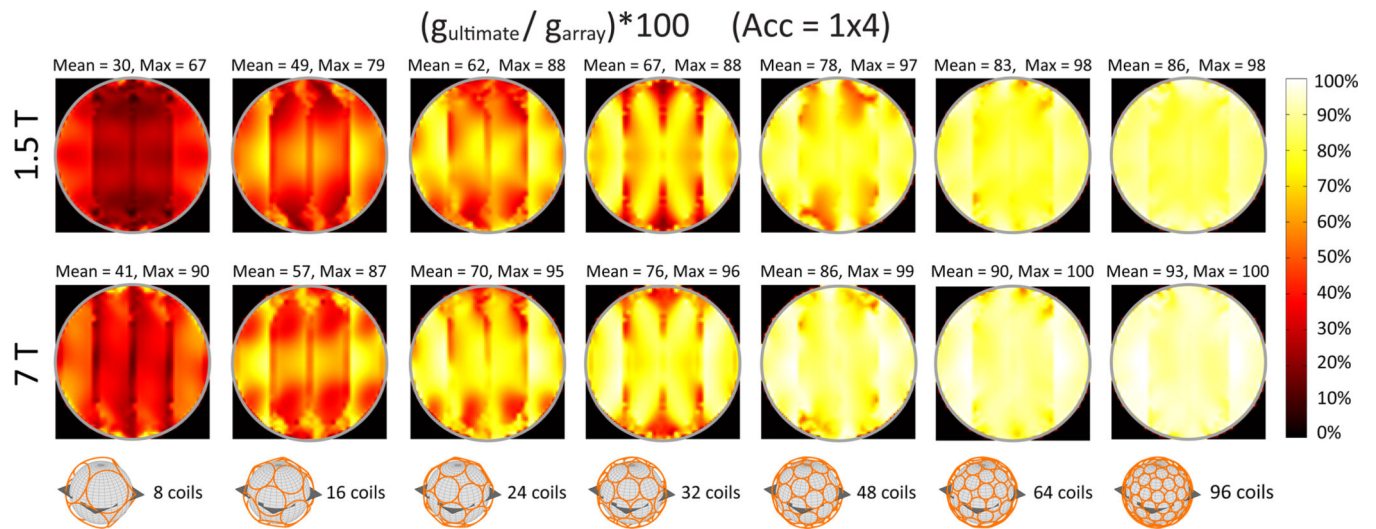 (gultimate/ garray)*100 (Acc = 1x4)
Mean = 30, Max = 67 Mean = 49, Max = 79 Mean = 62, Max = 88 Mean = 67, Max = 88 Mean = 78, Max = 97 Mean = 83, Max = 98 Mean = 86, Max = 98
1.5 T
100%
90%
80%
70%
60%
50%
40%
30%
20%
10%
0%
Mean = 41, Max = 90 Mean = 57, Max = 87 Mean = 70, Max = 95 Mean = 76, Max = 96 Mean = 86, Max = 99 Mean = 90, Max = 100 Mean = 93, Max = 100
7 T
8 coils 16 coils 24 coils 32 coils 48 coils 64 coils 96 coils